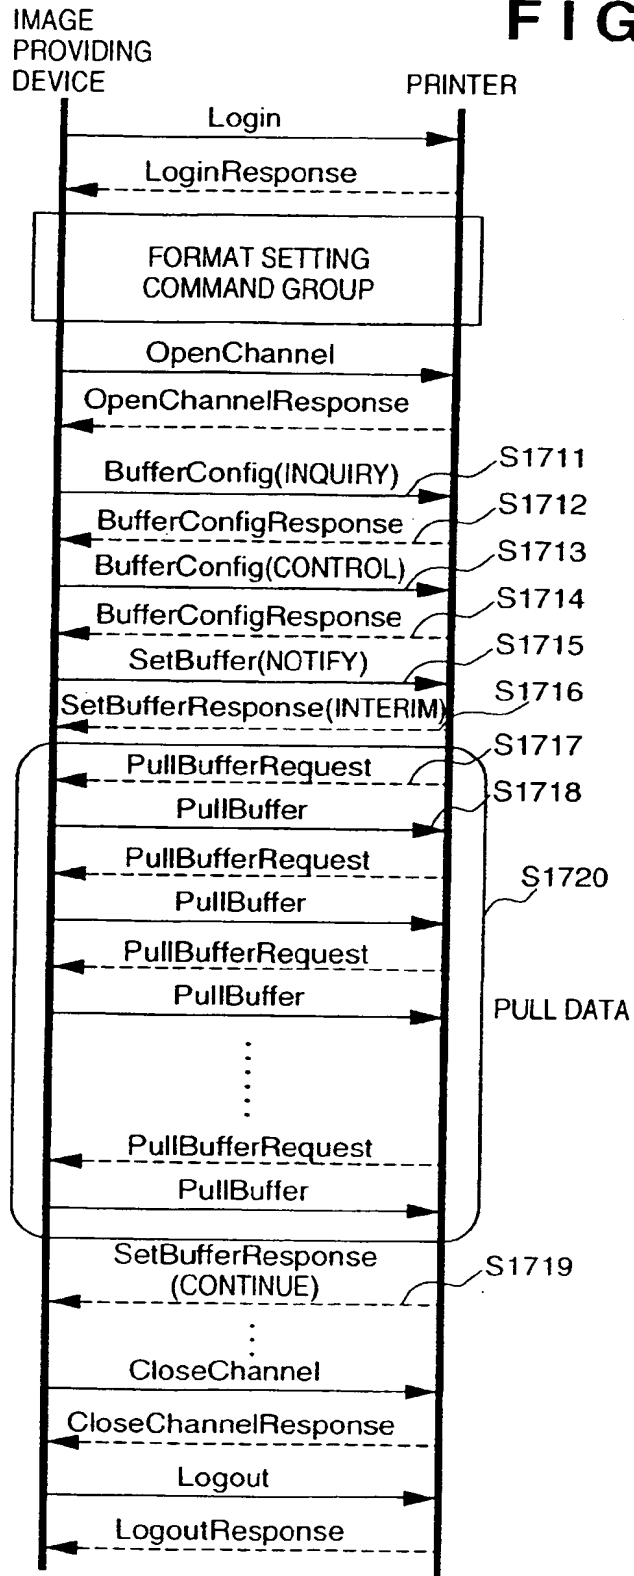 FIG
IMAGE
PROVIDING
DEVICE
PRINTER
Login
LoginResponse
FORMAT SETTING
COMMAND GROUP
OpenChannel
OpenChannelResponse
BufferConfig(INQUIRY)
S1711
BufferConfigResponse
S1712
BufferConfig(CONTROL)
S1713
BufferConfigResponse
S1714
SetBuffer(NOTIFY)
S1715
SetBufferResponse(INTERIM)
S1716
PullBufferRequest
S1717
PullBuffer
S1718
PullBufferRequest
PullBuffer
S1720
PullBufferRequest
PullBuffer
PULL DATA
PullBufferRequest
PullBuffer
SetBufferResponse
(CONTINUE)
S1719
CloseChannel
CloseChannelResponse
Logout
LogoutResponse